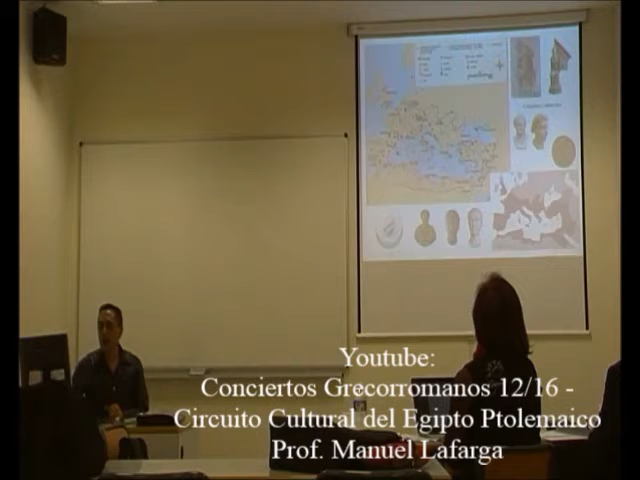 Youtube:
Conciertos Grecorromanos 12/16 -
Circuito Cultural del Egipto Ptolemaico
Prof. Manuel Lafarga